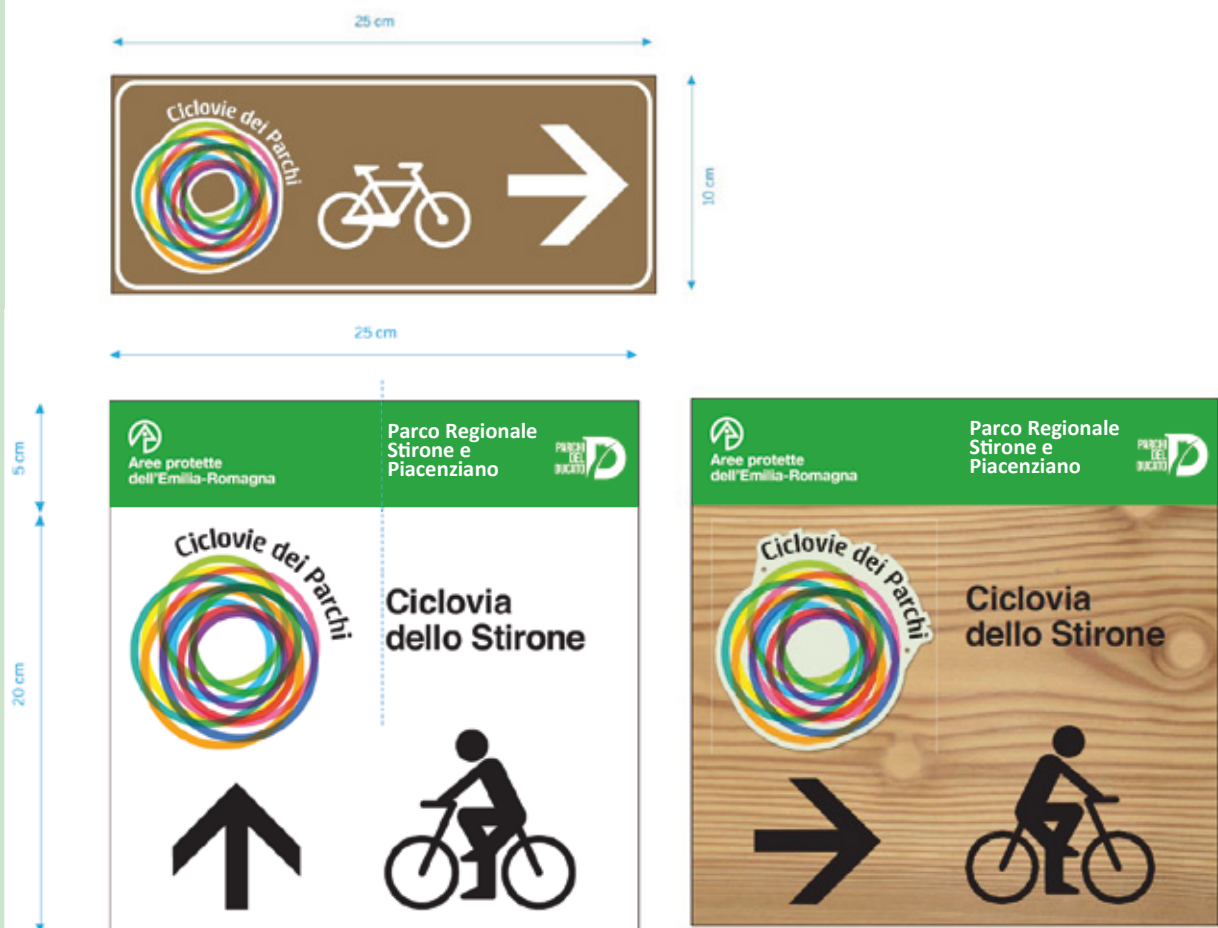 25 cm
Ciclovie dei Parchi
10 cm
25 cm
5 cm
20 cm
Aree protette
dell'Emilia-Romagna
Parco Regionale
Stirone e
Piacenziano
PARCHI
DEL
DUCATO
Ciclovie dei Parchi
Ciclovia
dello Stirone
Aree protette
dell'Emilia-Romagna
Parco Regionale
Stirone e
Piacenziano
PARCHI
DEL
DUCATO
Ciclovie dei Parchi
Ciclovia
dello Stirone